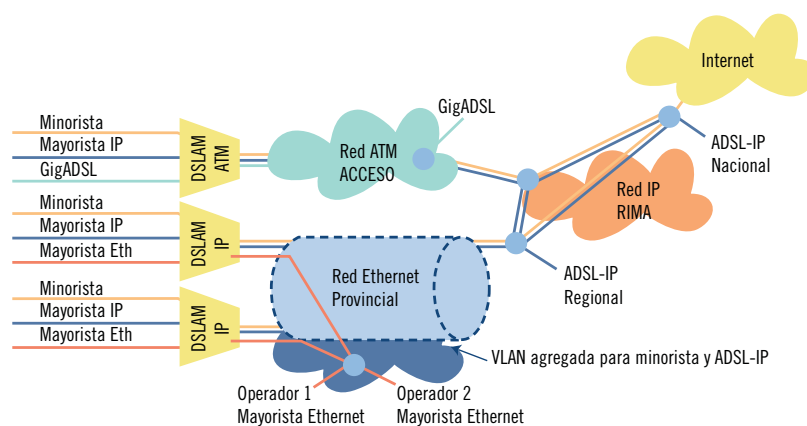 Internet
GigADSL
Minorista
Mayorista IP
GigADSL
DSLAM
ATM
Red ATM
ACCESO
ADSL-IP
Nacional
Red IP
RIMA
Minorista
Mayorista IP
Mayorista Eth
DSLAM
IP
Red Ethernet
Provincial
ADSL-IP
Regional
Minorista
Mayorista IP
Mayorista Eth
DSLAM
IP
VLAN agregada para minorista y ADSL-IP
Operador 1
Mayorista Ethernet
Operador 2
Mayorista Ethernet